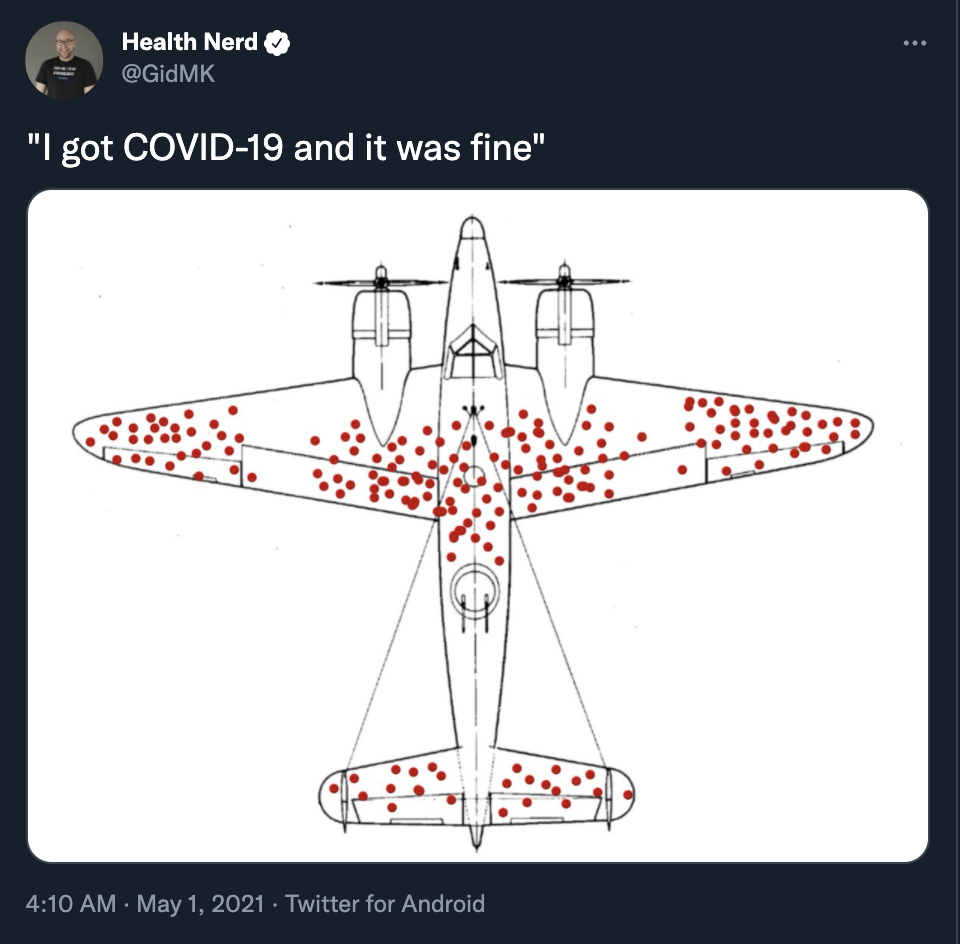 Health Nerd
@GidMK
"I got COVID-19 and it was fine"
4:10 AM · May 1, 2021 · Twitter for Android